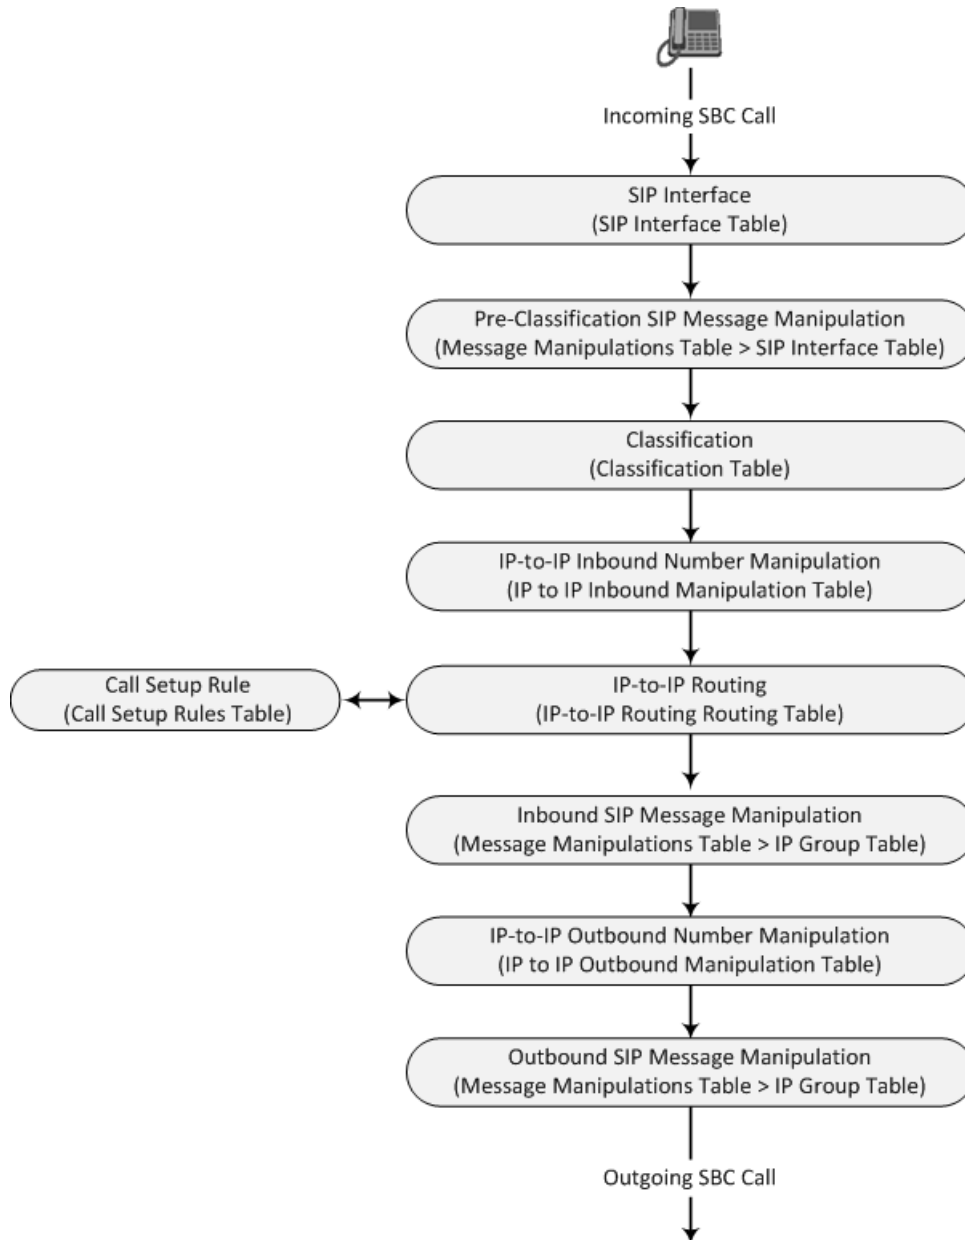 Incoming SBC Call
SIP Interface
(SIP Interface Table)
Pre-Classification SIP Message Manipulation
(Message Manipulations Table > SIP Interface Table)
Classification
(Classification Table)
IP-to-IP Inbound Number Manipulation
(IP to IP Inbound Manipulation Table)
Call Setup Rule
(Call Setup Rules Table)
IP-to-IP Routing
(IP-to-IP Routing Routing Table)
Inbound SIP Message Manipulation
(Message Manipulations Table > IP Group Table)
IP-to-IP Outbound Number Manipulation
(IP to IP Outbound Manipulation Table)
Outbound SIP Message Manipulation
(Message Manipulations Table > IP Group Table)
Outgoing SBC Call